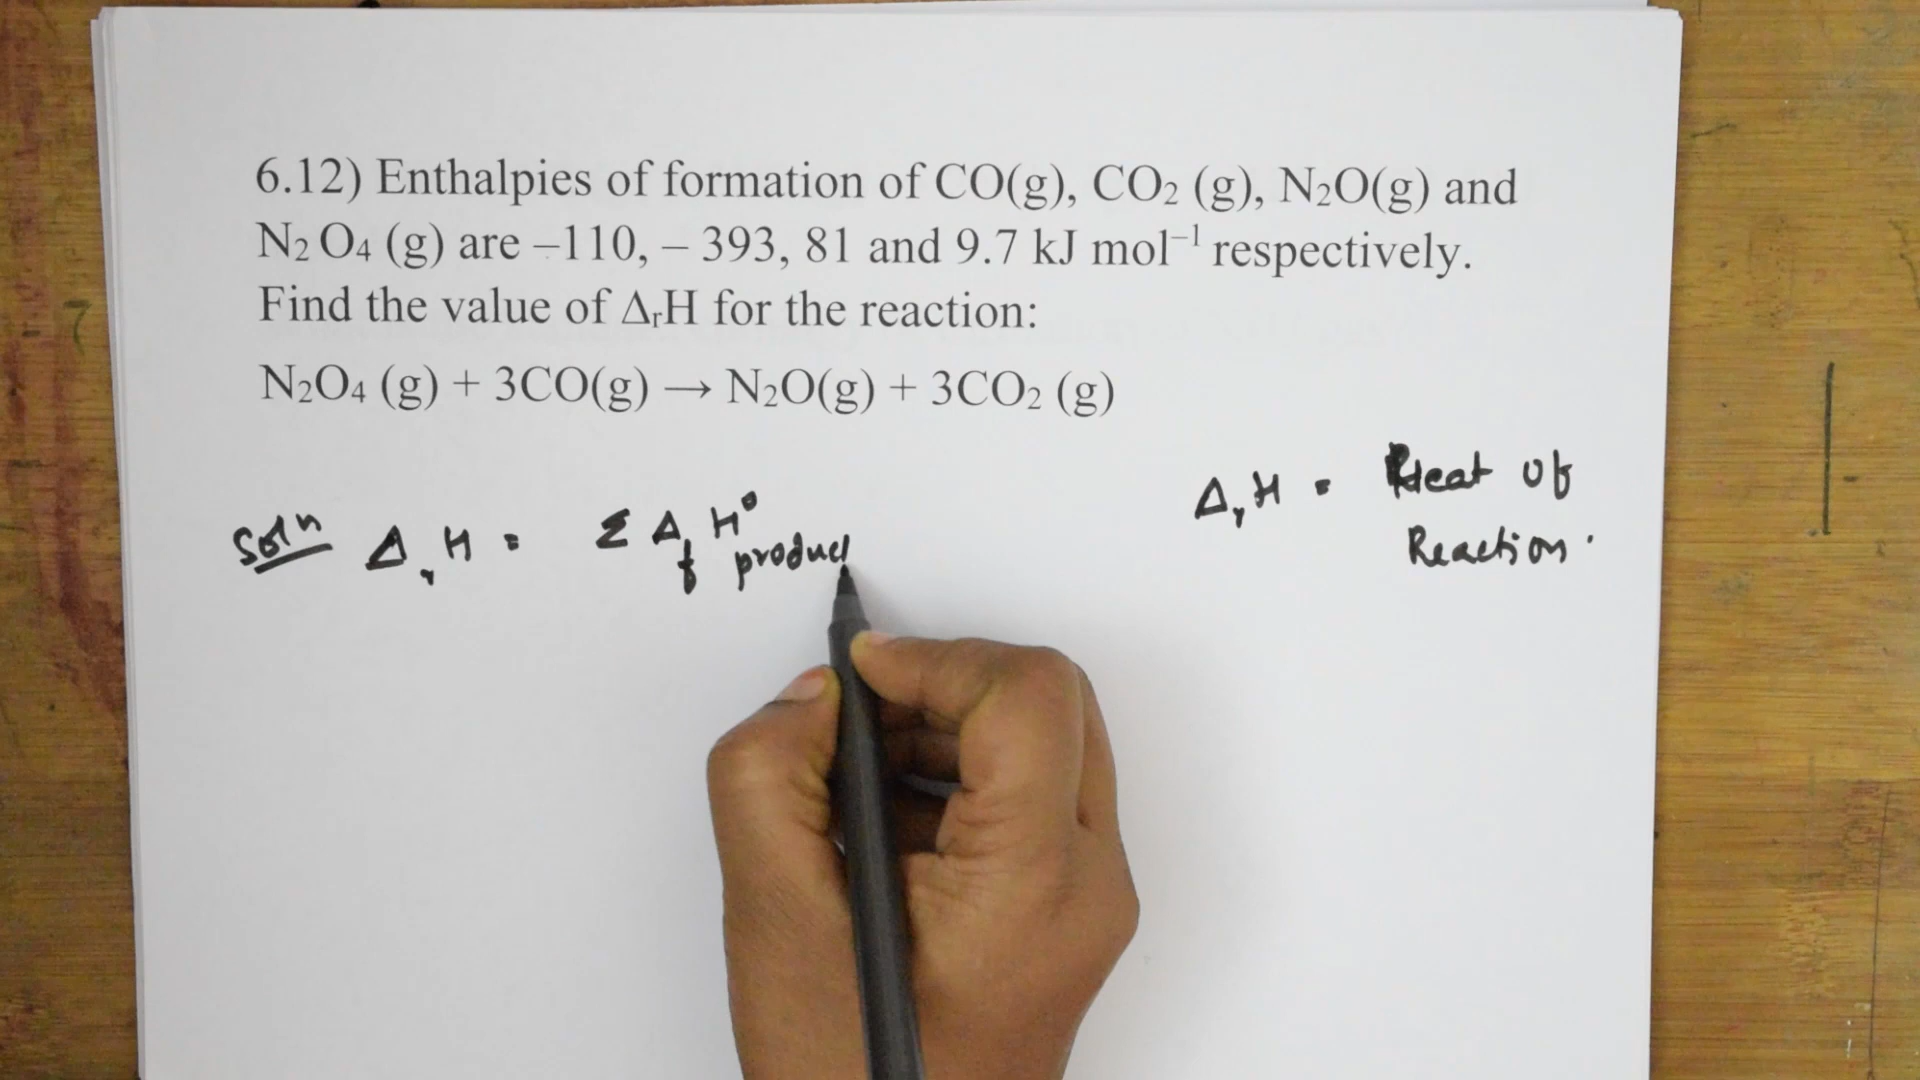 6.12) Enthalpies of formation of CO(g), CO₂ (g), N₂O(g) and
N₂ O₄ (g) are –110, – 393, 81 and 9.7 kJ mol⁻¹ respectively.
Find the value of ΔᵣH for the reaction:
N₂O₄ (g) + 3CO(g) → N₂O(g) + 3CO₂ (g)
Soln ΔᵣH = Σ Δ_f H° product
ΔᵣH = Heat of
Reaction.